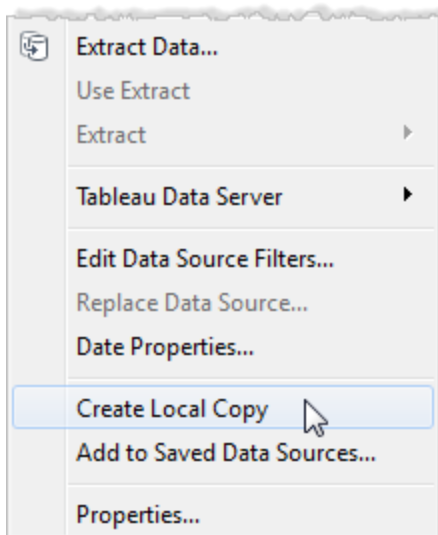 Extract Data...
Use Extract
Extract
Tableau Data Server
Edit Data Source Filters...
Replace Data Source...
Date Properties...
Create Local Copy
Add to Saved Data Sources...
Properties...